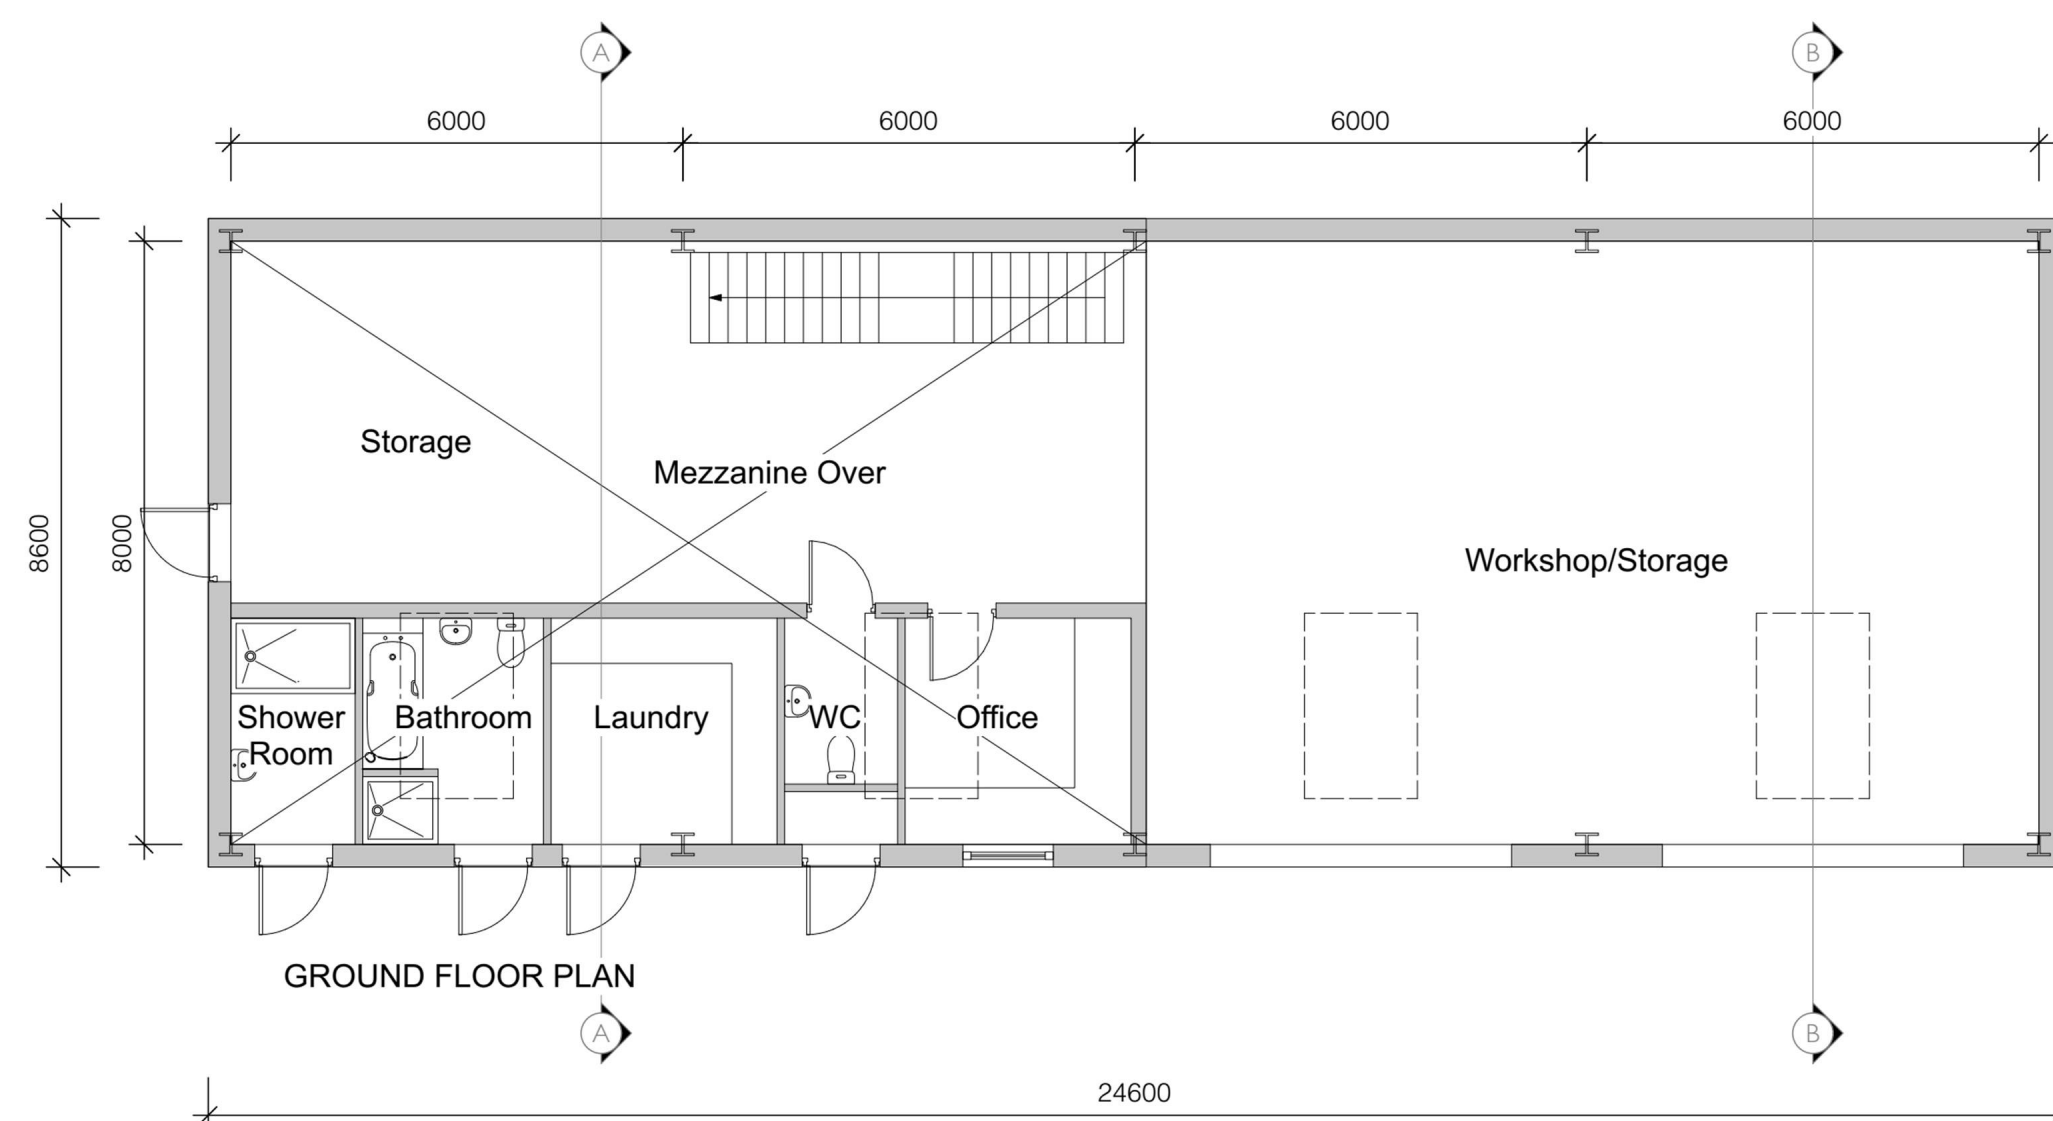 A
B
6000
6000
6000
6000
8600
8000
Storage
Mezzanine Over
Workshop/Storage
Shower
Room
Bathroom
Laundry
WC
Office
GROUND FLOOR PLAN
A
B
24600